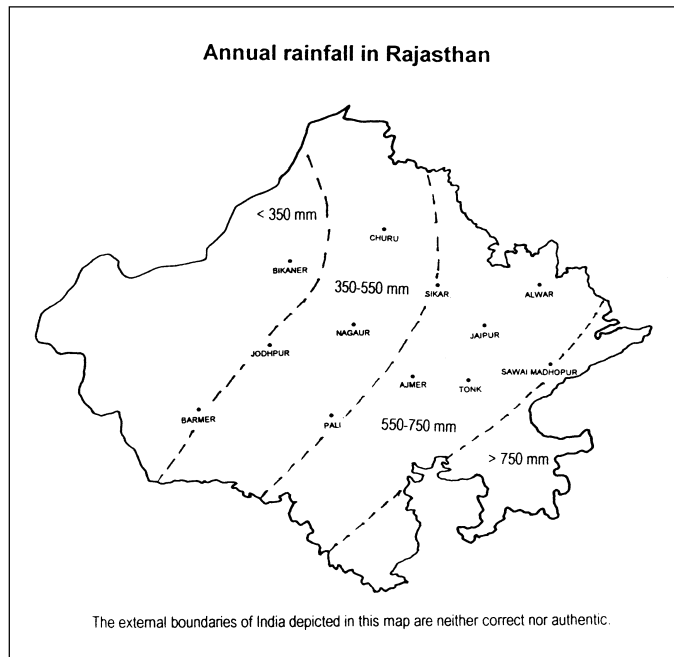 Annual rainfall in Rajasthan
< 350 mm
CHURU
BIKANER
350-550 mm
SIKAR
ALWAR
NAGAUR
JAIPUR
JODHPUR
SAWAI MADHOPUR
AJMER
TONK
BARMER
PALI
550-750 mm
> 750 mm
The external boundaries of India depicted in this map are neither correct nor authentic.